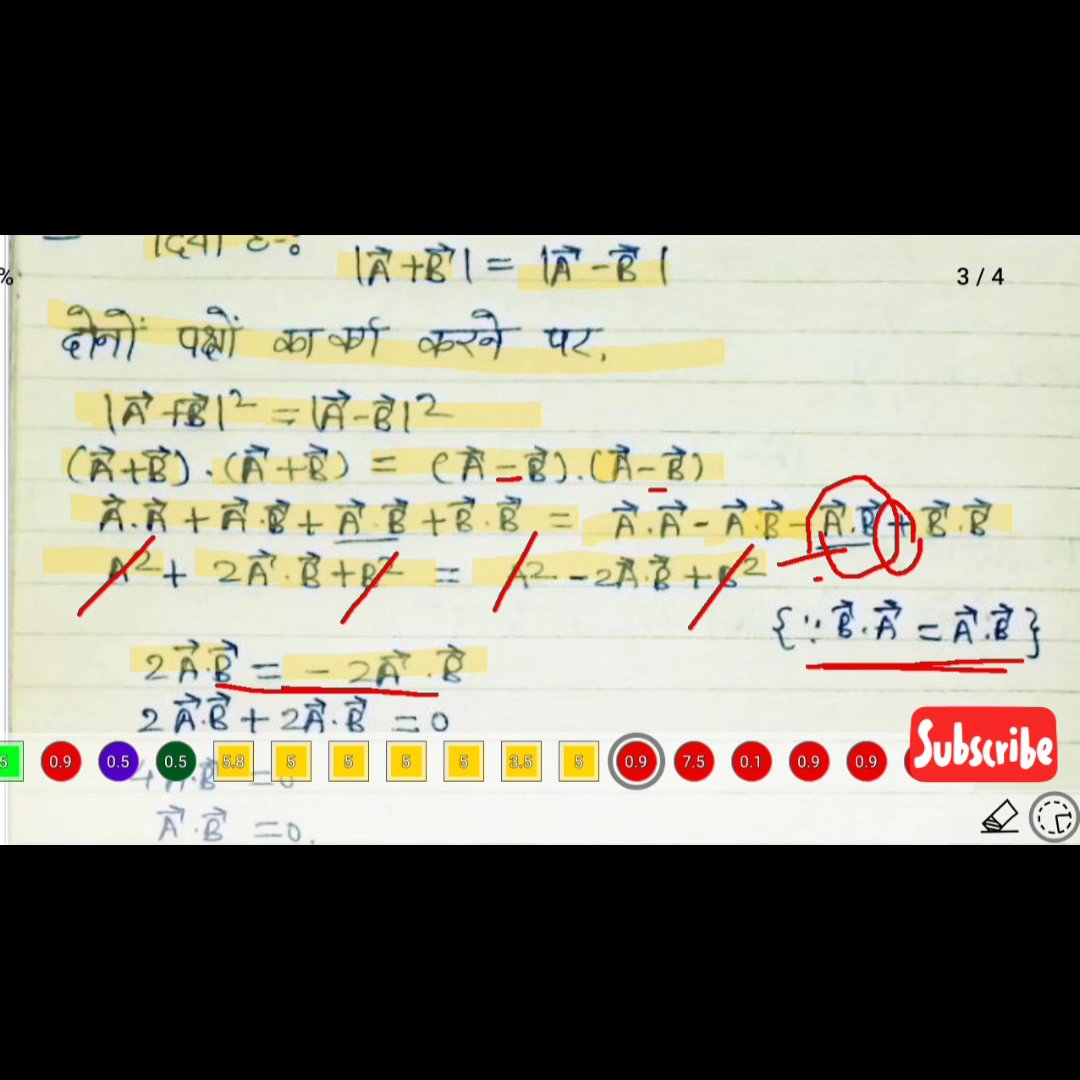 दिया है-:
|A⃗ + B⃗| = |A⃗ - B⃗|
3 / 4
%
दोनों पक्षों का वर्ग करने पर,
|A⃗ + B⃗|² = |A⃗ - B⃗|²
(A⃗ + B⃗) . (A⃗ + B⃗) = (A⃗ - B⃗) . (A⃗ - B⃗)
A⃗.A⃗ + A⃗.B⃗ + A⃗.B⃗ + B⃗.B⃗ = A⃗.A⃗ - A⃗.B⃗ - A⃗.B⃗ + B⃗.B⃗
A² + 2A⃗.B⃗ + B² = A² - 2A⃗.B⃗ + B²
{∵ B⃗.A⃗ = A⃗.B⃗}
2A⃗.B⃗ = - 2A⃗.B⃗
2A⃗.B⃗ + 2A⃗.B⃗ = 0
Subscribe
5 0.9 0.5 0.5 5.8 5 5 5 5 3.5 5 0.9 7.5 0.1 0.9 0.9
A⃗.B⃗ = 0
A⃗.B⃗ = 0.